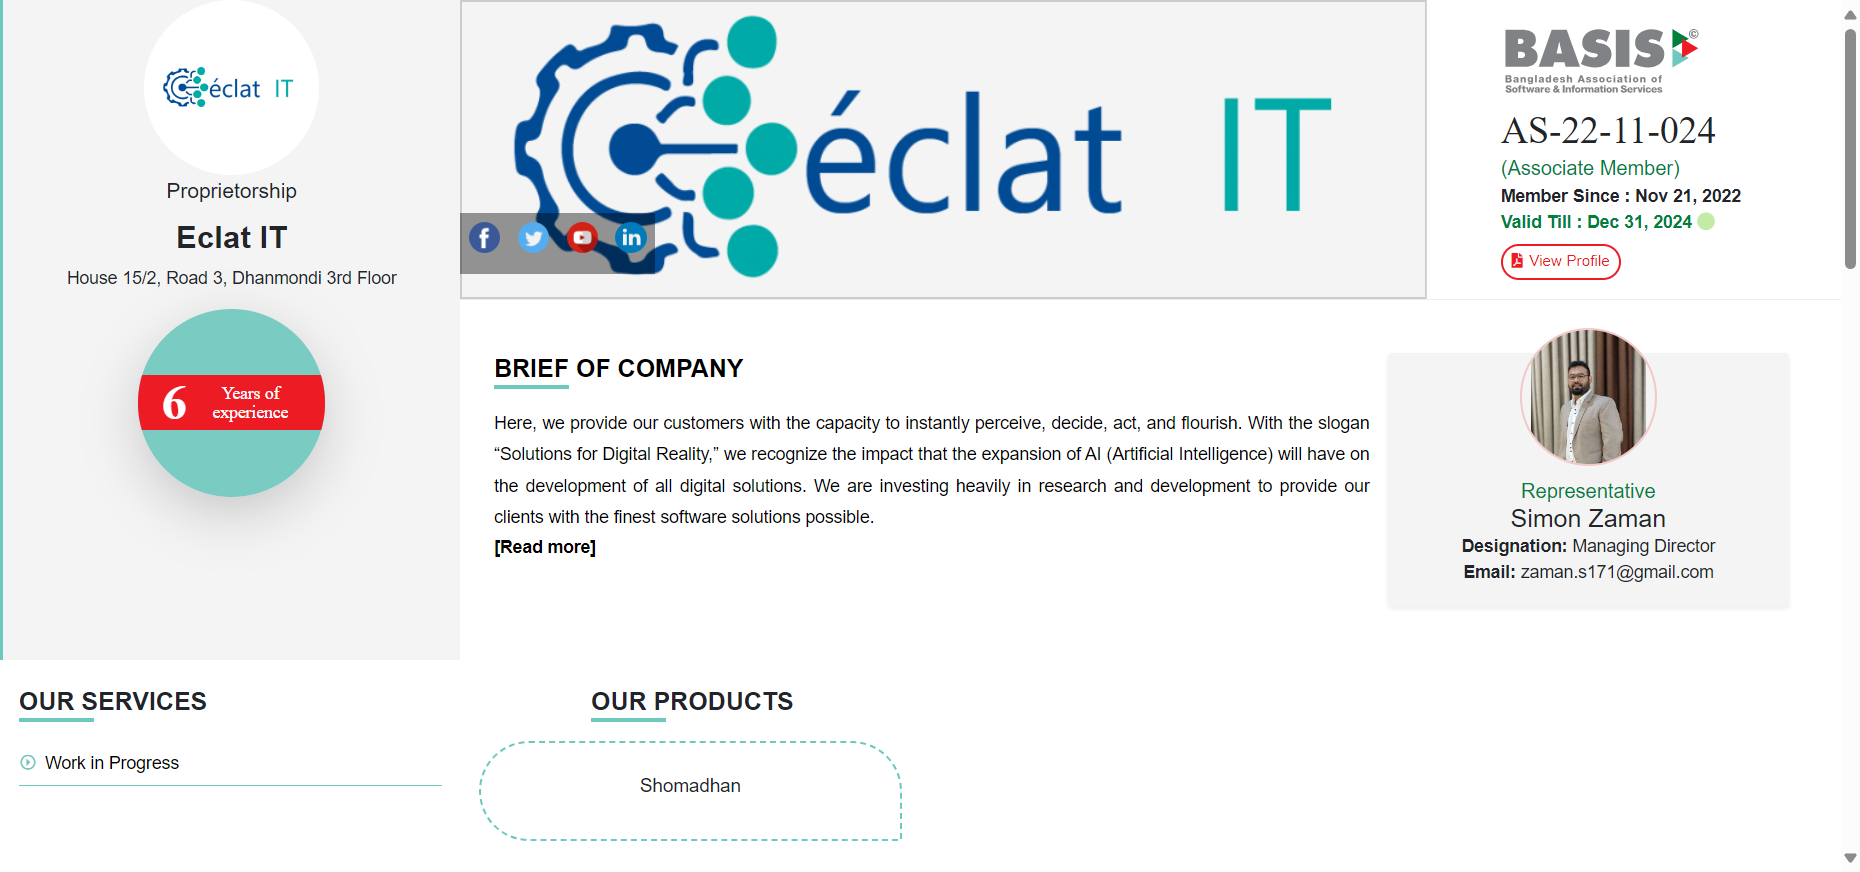 éclat IT
Proprietorship
Eclat IT
House 15/2, Road 3, Dhanmondi 3rd Floor
6 Years of
experience
éclat IT
BASIS©
Bangladesh Association of
Software & Information Services
AS-22-11-024
(Associate Member)
Member Since : Nov 21, 2022
Valid Till : Dec 31, 2024
View Profile
BRIEF OF COMPANY
Here, we provide our customers with the capacity to instantly perceive, decide, act, and flourish. With the slogan
“Solutions for Digital Reality,” we recognize the impact that the expansion of AI (Artificial Intelligence) will have on
the development of all digital solutions. We are investing heavily in research and development to provide our
clients with the finest software solutions possible.
[Read more]
Representative
Simon Zaman
Designation: Managing Director
Email: zaman.s171@gmail.com
OUR SERVICES
Work in Progress
OUR PRODUCTS
Shomadhan